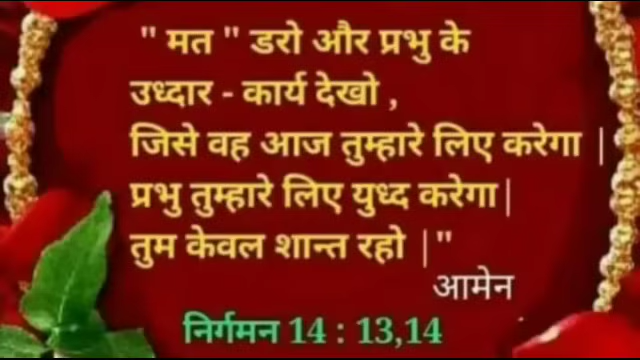 " मत " डरो और प्रभु के
उध्दार - कार्य देखो ,
जिसे वह आज तुम्हारे लिए करेगा |
प्रभु तुम्हारे लिए युध्द करेगा|
तुम केवल शान्त रहो |"
आमेन
निर्गमन 14 : 13,14